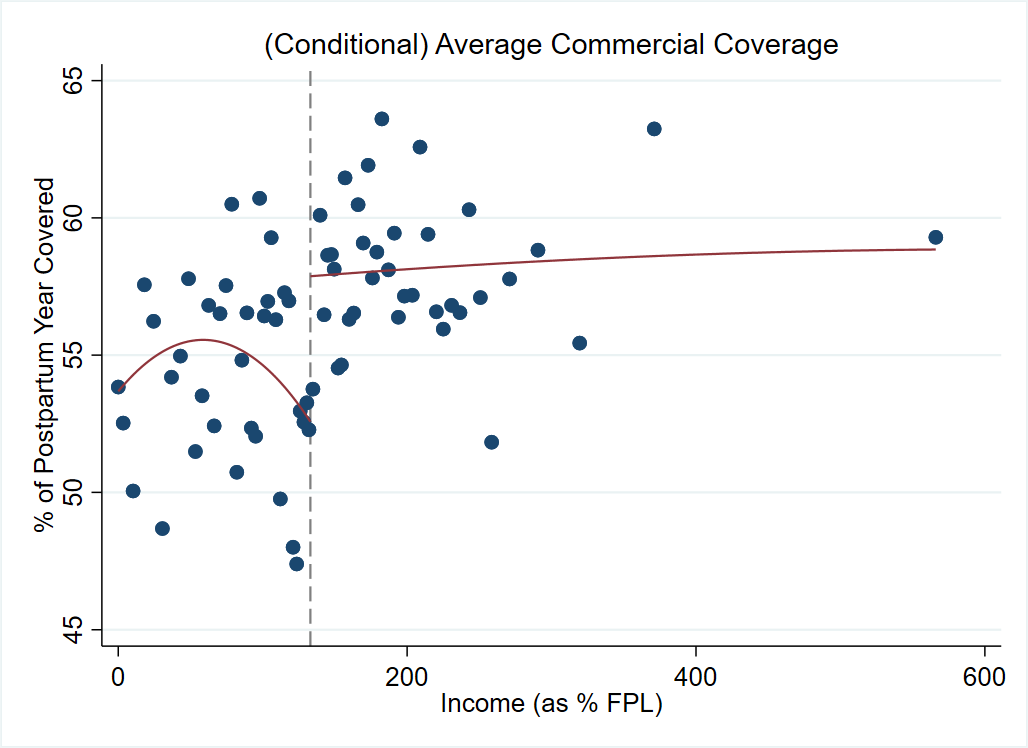 (Conditional) Average Commercial Coverage
% of Postpartum Year Covered
65
60
55
50
45
0 200 400 600
Income (as % FPL)